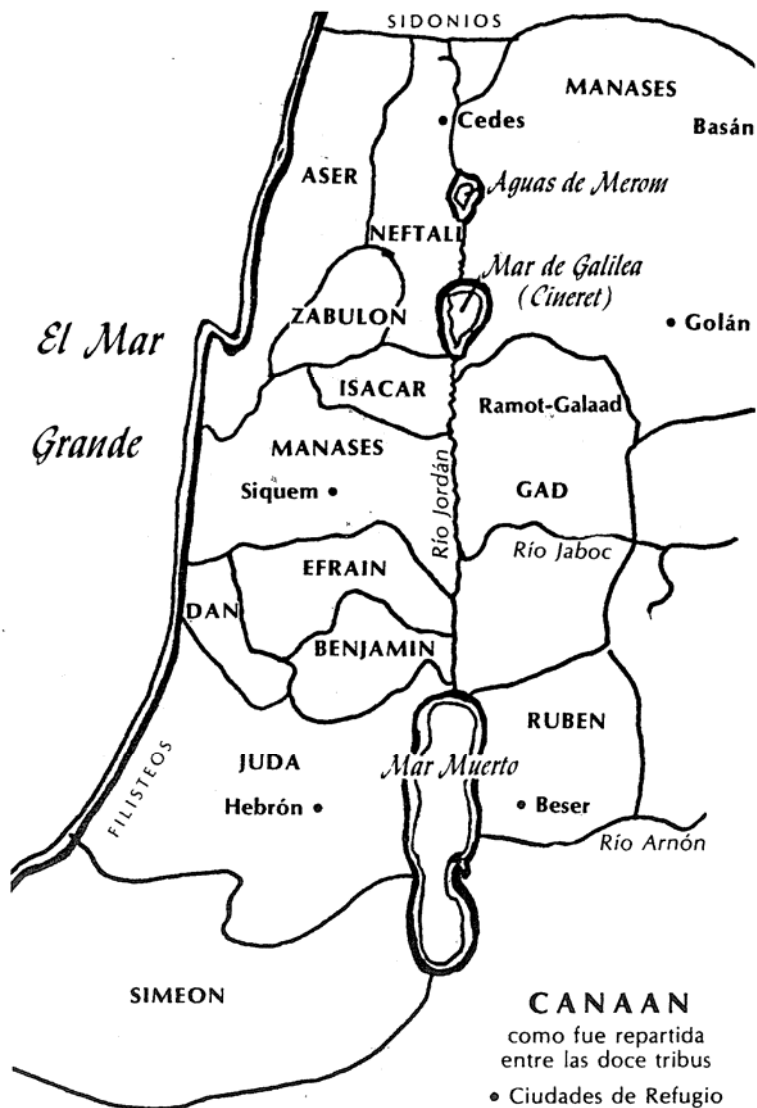 SIDONIOS
MANASES
Cedes
Basán
ASER
Aguas de Merom
NEFTALI
Mar de Galilea
(Cineret)
ZABULON
Golán
El Mar
Grande
ISACAR
Ramot-Galaad
MANASES
Siquem
GAD
Río Jordán
Río Jaboc
EFRAIN
DAN
BENJAMIN
RUBEN
JUDA
Mar Muerto
FILISTEOS
Hebrón
Beser
Río Arnón
SIMEON
CANAAN
como fue repartida
entre las doce tribus
• Ciudades de Refugio